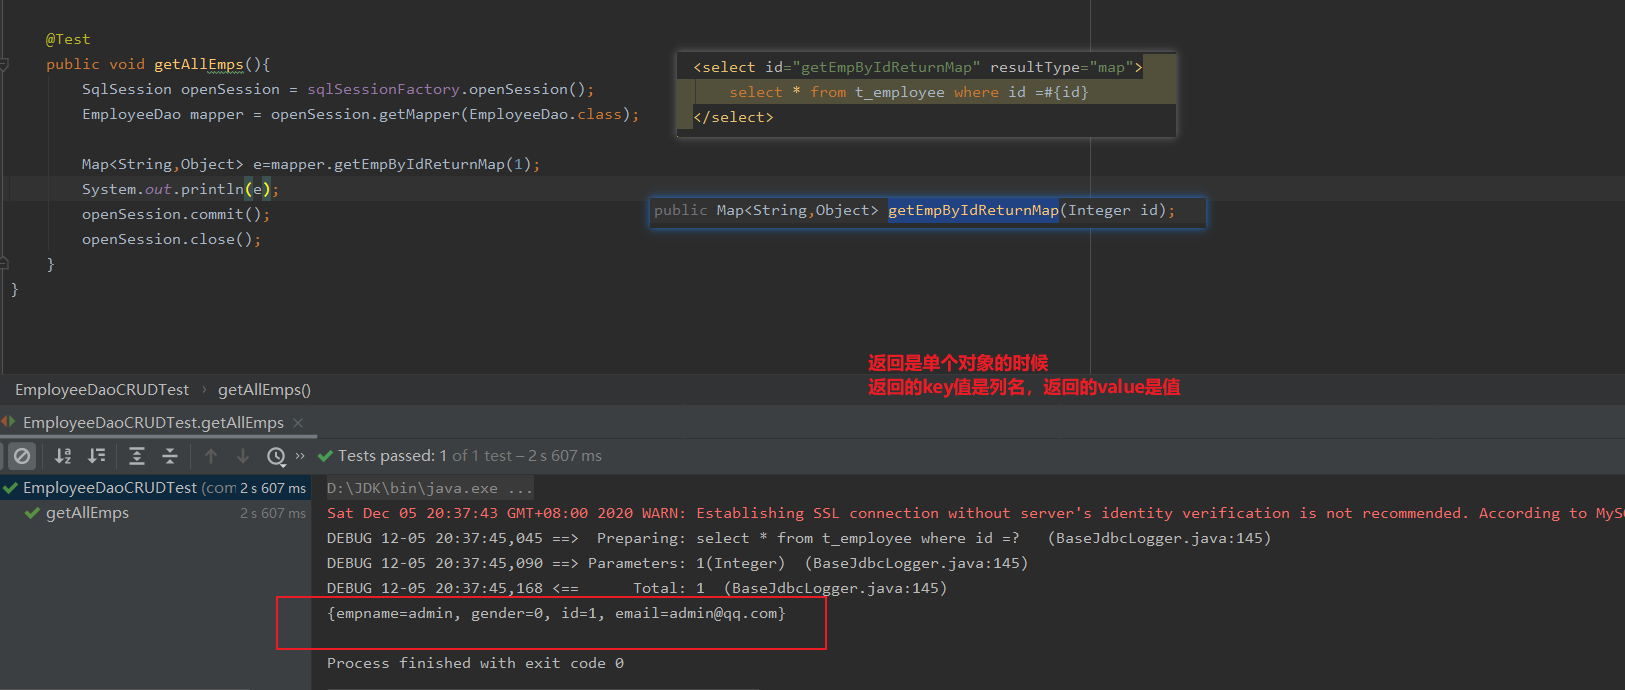 @Test
public void getAllEmps(){
SqlSession openSession = sqlSessionFactory.openSession();
EmployeeDao mapper = openSession.getMapper(EmployeeDao.class);
Map<String,Object> e=mapper.getEmpByIdReturnMap(1);
System.out.println(e);
openSession.commit();
openSession.close();
}
}
<select id="getEmpByIdReturnMap" resultType="map">
select * from t_employee where id =#{id}
</select>
public Map<String,Object> getEmpByIdReturnMap(Integer id);
返回是单个对象的时候
返回的key值是列名，返回的value是值
EmployeeDaoCRUDTest › getAllEmps()
EmployeeDaoCRUDTest.getAllEmps ×
Tests passed: 1 of 1 test – 2 s 607 ms
EmployeeDaoCRUDTest (com 2 s 607 ms
getAllEmps 2 s 607 ms
D:\JDK\bin\java.exe ...
Sat Dec 05 20:37:43 GMT+08:00 2020 WARN: Establishing SSL connection without server's identity verification is not recommended. According to MyS
DEBUG 12-05 20:37:45,045 ==>  Preparing: select * from t_employee where id =?   (BaseJdbcLogger.java:145)
DEBUG 12-05 20:37:45,090 ==> Parameters: 1(Integer)  (BaseJdbcLogger.java:145)
DEBUG 12-05 20:37:45,168 <==      Total: 1  (BaseJdbcLogger.java:145)
{empname=admin, gender=0, id=1, email=admin@qq.com}
Process finished with exit code 0